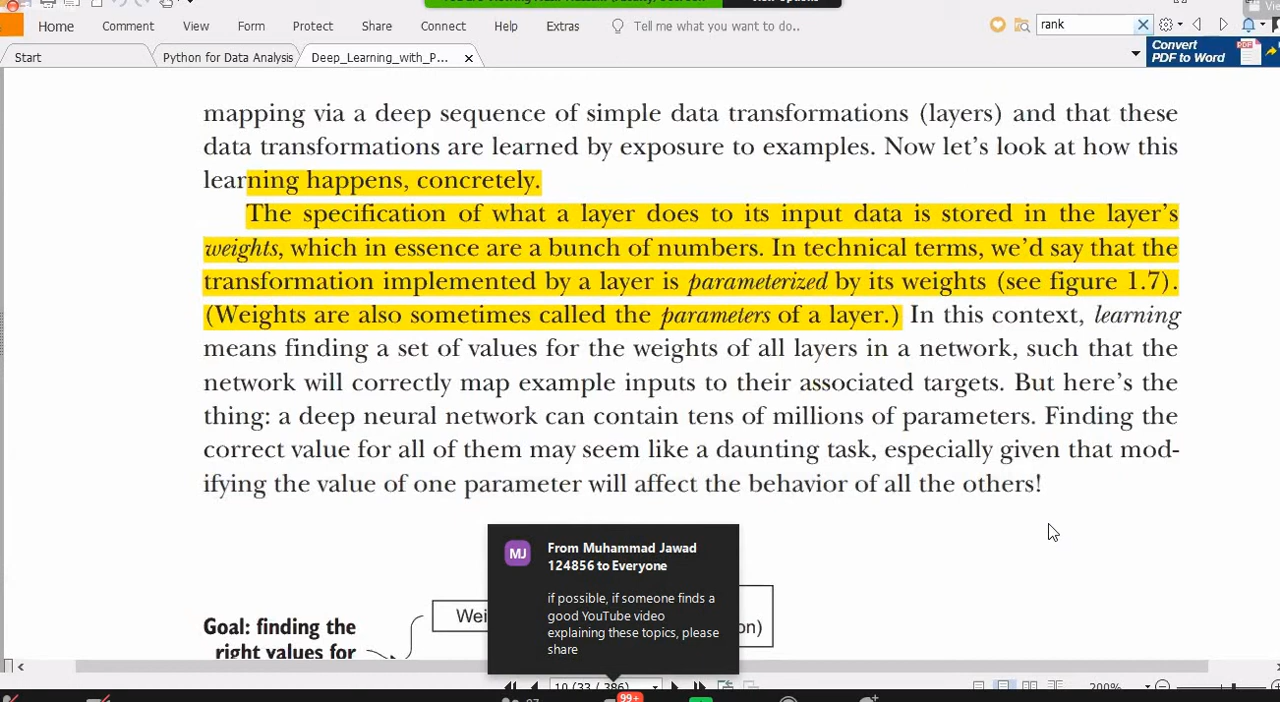 Home View Form Protect Share Connect Help Extras Tell me what you want to do.. rank
Start Python for Data Analysis Deep_Learning_with_P...
Convert
PDF to Word
mapping via a deep sequence of simple data transformations (layers) and that these
data transformations are learned by exposure to examples. Now let's look at how this
learning happens, concretely.
The specification of what a layer does to its input data is stored in the layer's
weights, which in essence are a bunch of numbers. In technical terms, we'd say that the
transformation implemented by a layer is parameterized by its weights (see figure 1.7).
(Weights are also sometimes called the parameters of a layer.) In this context, learning
means finding a set of values for the weights of all layers in a network, such that the
network will correctly map example inputs to their associated targets. But here's the
thing: a deep neural network can contain tens of millions of parameters. Finding the
correct value for all of them may seem like a daunting task, especially given that mod-
ifying the value of one parameter will affect the behavior of all the others!
MJ
From Muhammad Jawad
124856 to Everyone
if possible, if someone finds a
good YouTube video
explaining these topics, please
share
Goal: finding the
right values for
Wei
on)
10 (33 / 386)
200%
99+